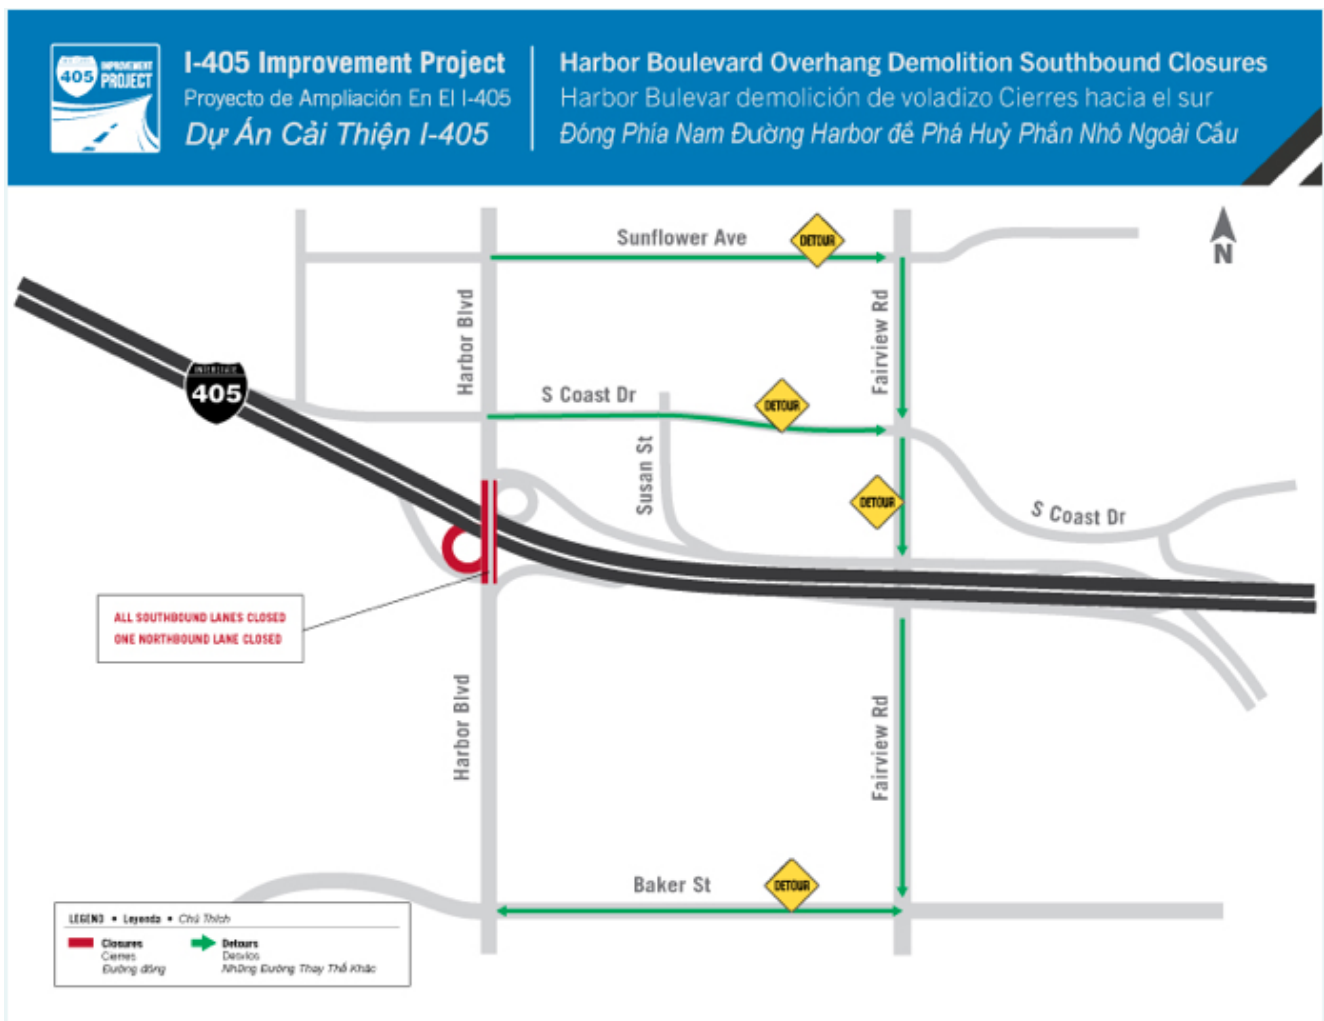 405
IMPROVEMENT
PROJECT
I-405 Improvement Project
Proyecto de Ampliación En El I-405
Dự Án Cải Thiện I-405
Harbor Boulevard Overhang Demolition Southbound Closures
Harbor Bulevar demolición de voladizo Cierres hacia el sur
Đóng Phía Nam Đường Harbor để Phá Huỷ Phần Nhô Ngoài Cầu
Sunflower Ave
DETOUR
N
Harbor Blvd
Fairview Rd
INTERSTATE
405
S Coast Dr
DETOUR
Susan St
DETOUR
S Coast Dr
ALL SOUTHBOUND LANES CLOSED
ONE NORTHBOUND LANE CLOSED
Harbor Blvd
Fairview Rd
Baker St
DETOUR
LEGEND • Leyenda • Chú Thích
Closures
Cierres
Đường đóng
Detours
Desvíos
Những Đường Thay Thế Khác